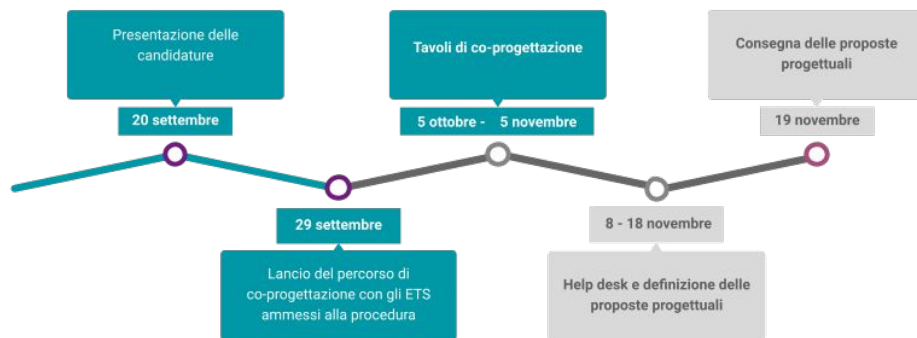 Presentazione delle
candidature
20 settembre
29 settembre
Lancio del percorso di
co-progettazione con gli ETS
ammessi alla procedura
Tavoli di co-progettazione
5 ottobre - 5 novembre
8 - 18 novembre
Help desk e definizione delle
proposte progettuali
Consegna delle proposte
progettuali
19 novembre